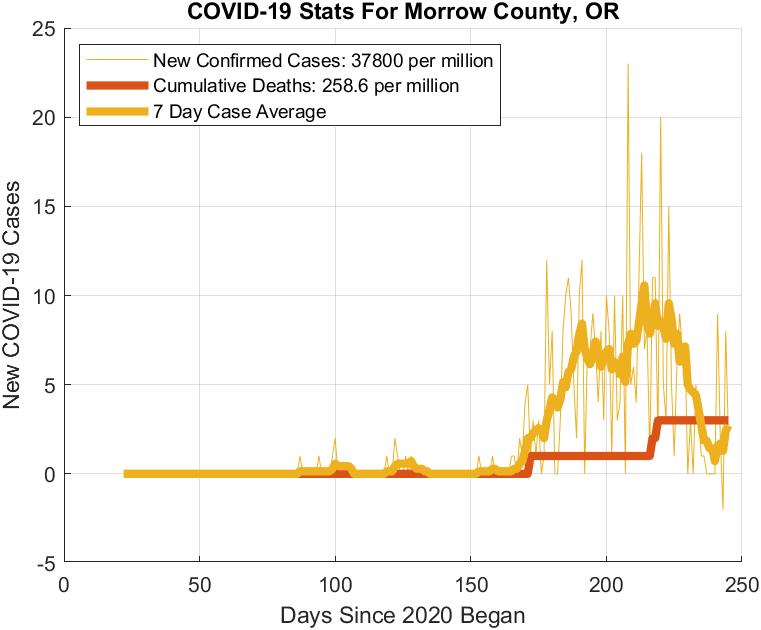 COVID-19 Stats For Morrow County, OR
New Confirmed Cases: 37800 per million
Cumulative Deaths: 258.6 per million
7 Day Case Average
25
20
15
10
5
0
-5
New COVID-19 Cases
0 50 100 150 200 250
Days Since 2020 Began